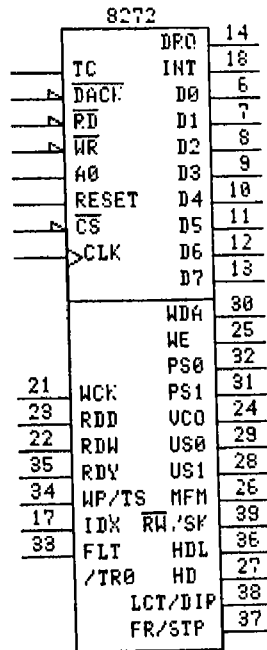 8272
DRQ 14
TC INT 18
DACK D0 6
RD D1 7
WR D2 8
A0 D3 9
RESET D4 10
CS D5 11
CLK D6 12
D7 13
WDA 30
WE 25
PS0 32
21 WCK PS1 31
23 RDD VCO 24
22 RDW US0 29
35 RDY US1 28
34 WP/TS MFM 26
17 IDX RW/SK 39
33 FLT HDL 36
/TR0 HD 27
LCT/DIR 38
FR/STP 37